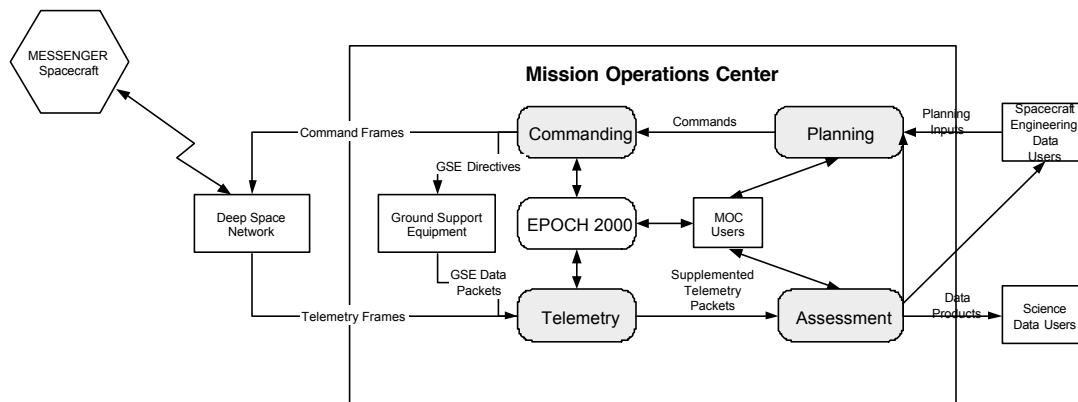 MESSENGER
Spacecraft
Mission Operations Center
Command Frames
Commanding
Commands
Planning
Planning
Inputs
Spacecraft
Engineering
Data
Users
GSE Directives
Deep Space
Network
Ground Support
Equipment
EPOCH 2000
MOC
Users
GSE Data
Packets
Supplemented
Telemetry
Packets
Telemetry Frames
Telemetry
Assessment
Data
Products
Science
Data Users